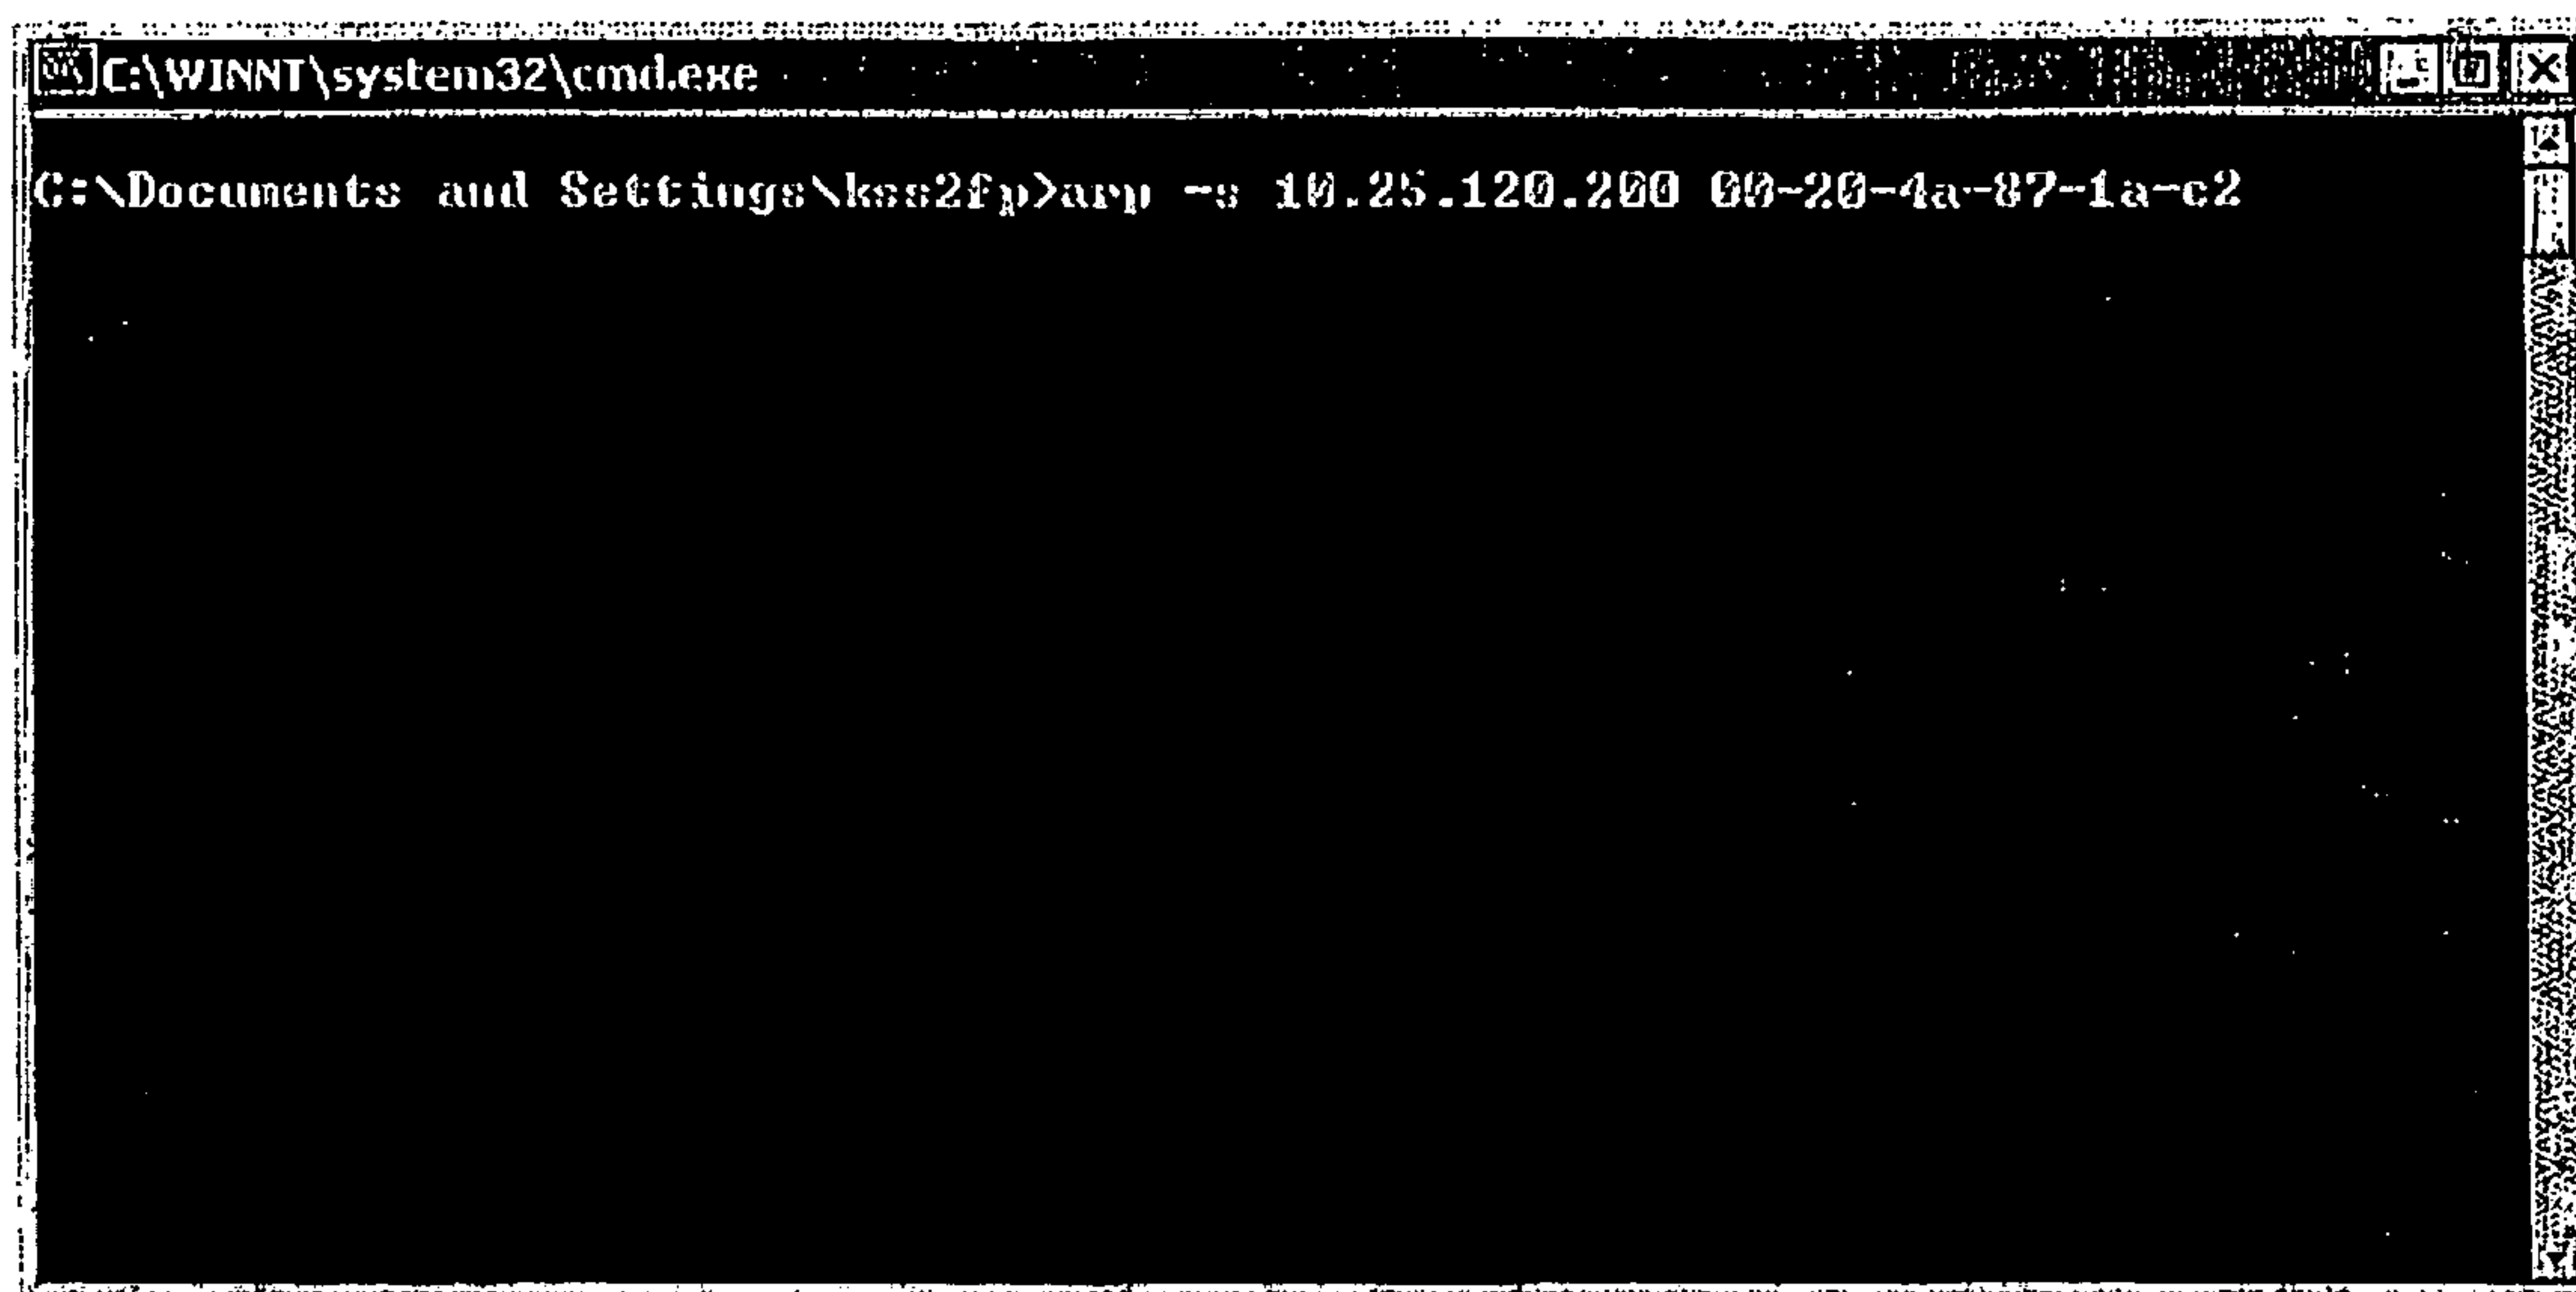 C:\WINNT\system32\cmd.exe
C:\Documents and Settings\kss2fp>arp -s 10.25.120.200 00-20-4a-87-1a-c2